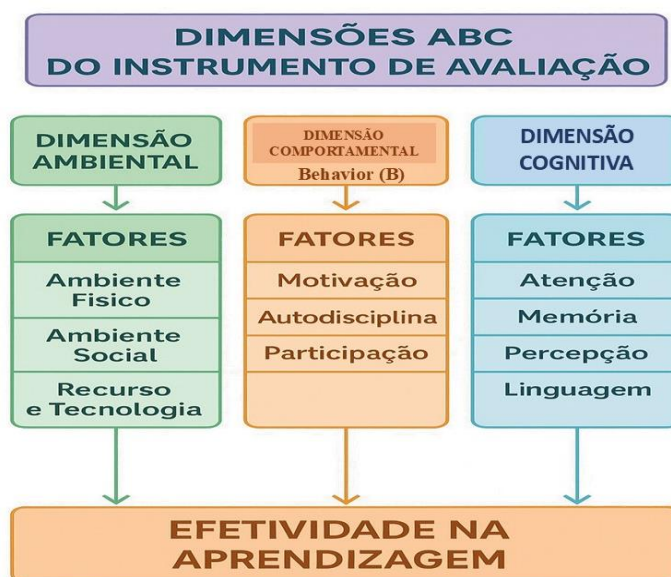 DIMENSÕES ABC
DO INSTRUMENTO DE AVALIAÇÃO
DIMENSÃO
AMBIENTAL
FATORES
Ambiente
Fisico
Ambiente
Social
Recurso
e Tecnologia
DIMENSÃO
COMPORTAMENTAL
Behavior (B)
FATORES
Motivação
Autodisciplina
Participação
DIMENSÃO
COGNITIVA
FATORES
Atenção
Memória
Percepção
Linguagem
EFETIVIDADE NA
APRENDIZAGEM